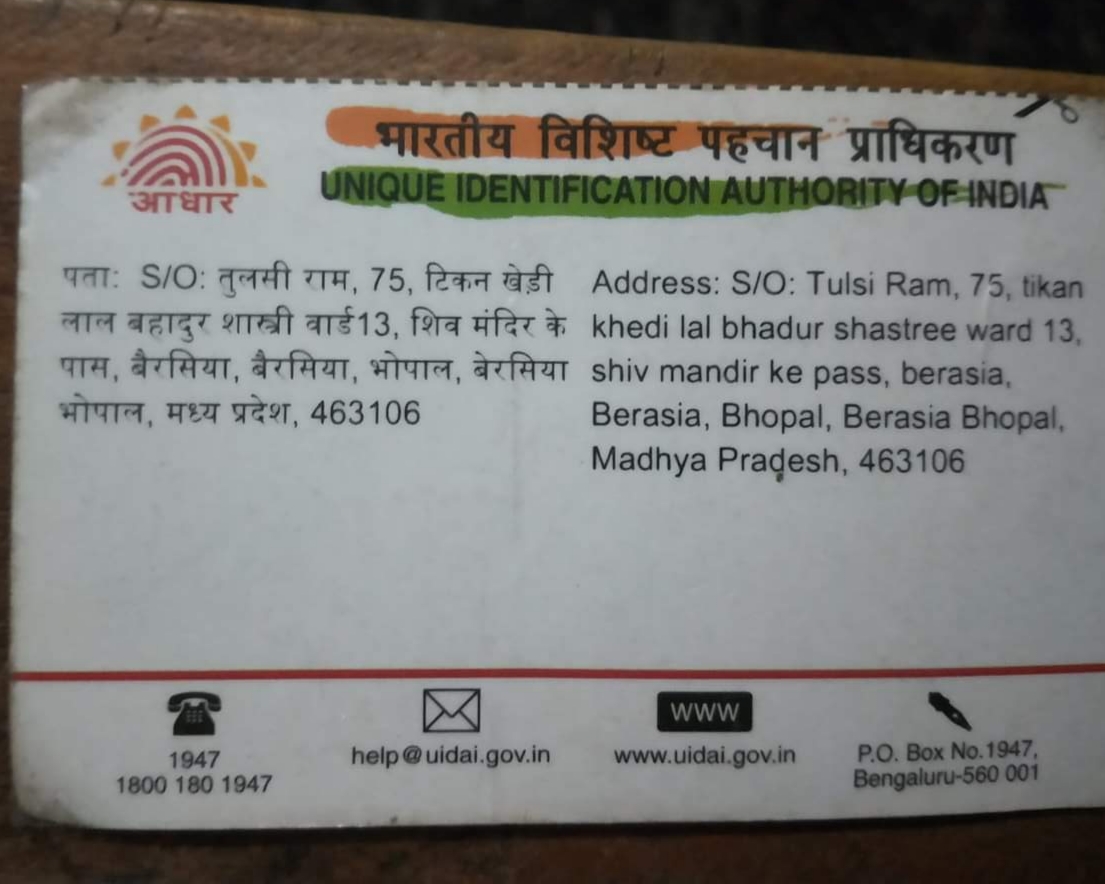 आधार
भारतीय विशिष्ट पहचान प्राधिकरण
UNIQUE IDENTIFICATION AUTHORITY OF INDIA
पता: S/O: तुलसी राम, 75, टिकन खेड़ी
लाल बहादुर शास्त्री वार्ड13, शिव मंदिर के
पास, बैरसिया, बैरसिया, भोपाल, बेरसिया
भोपाल, मध्य प्रदेश, 463106
Address: S/O: Tulsi Ram, 75, tikan
khedi lal bhadur shastree ward 13,
shiv mandir ke pass, berasia,
Berasia, Bhopal, Berasia Bhopal,
Madhya Pradesh, 463106
1947
1800 180 1947
help@uidai.gov.in
WWW
www.uidai.gov.in
P.O. Box No.1947,
Bengaluru-560 001